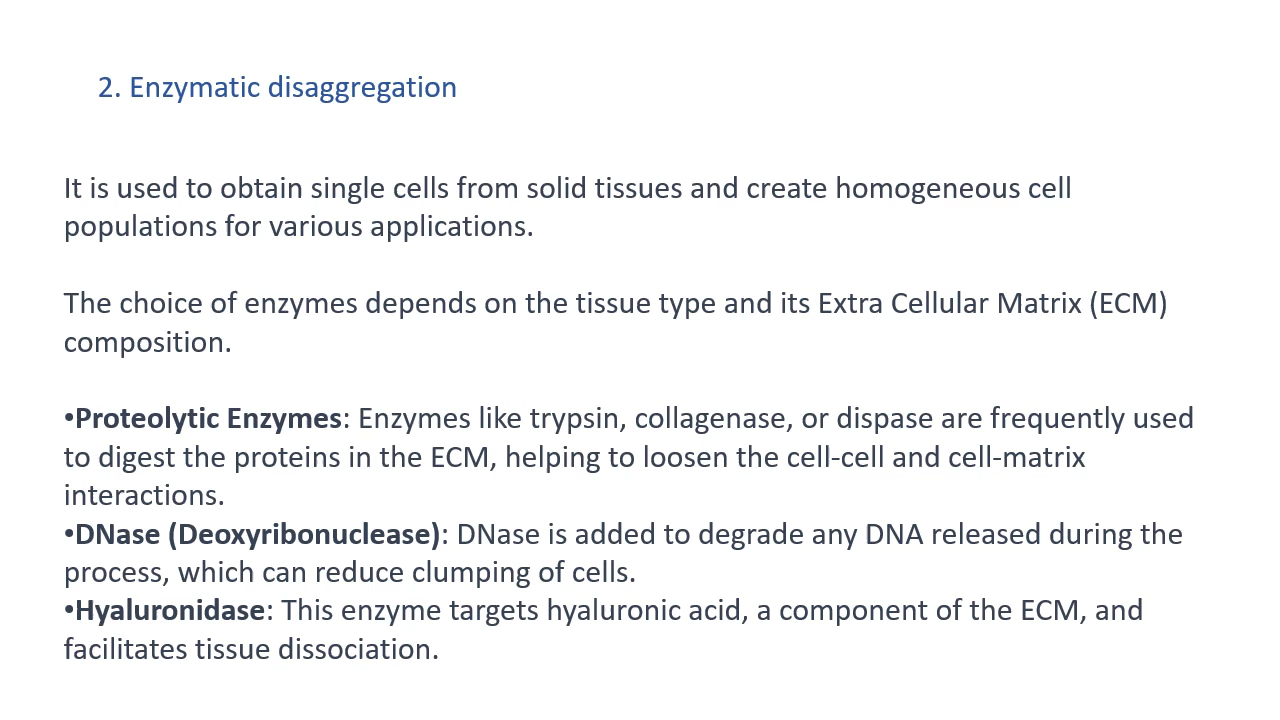 2. Enzymatic disaggregation
It is used to obtain single cells from solid tissues and create homogeneous cell
populations for various applications.
The choice of enzymes depends on the tissue type and its Extra Cellular Matrix (ECM)
composition.
•Proteolytic Enzymes: Enzymes like trypsin, collagenase, or dispase are frequently used
to digest the proteins in the ECM, helping to loosen the cell-cell and cell-matrix
interactions.
•DNase (Deoxyribonuclease): DNase is added to degrade any DNA released during the
process, which can reduce clumping of cells.
•Hyaluronidase: This enzyme targets hyaluronic acid, a component of the ECM, and
facilitates tissue dissociation.